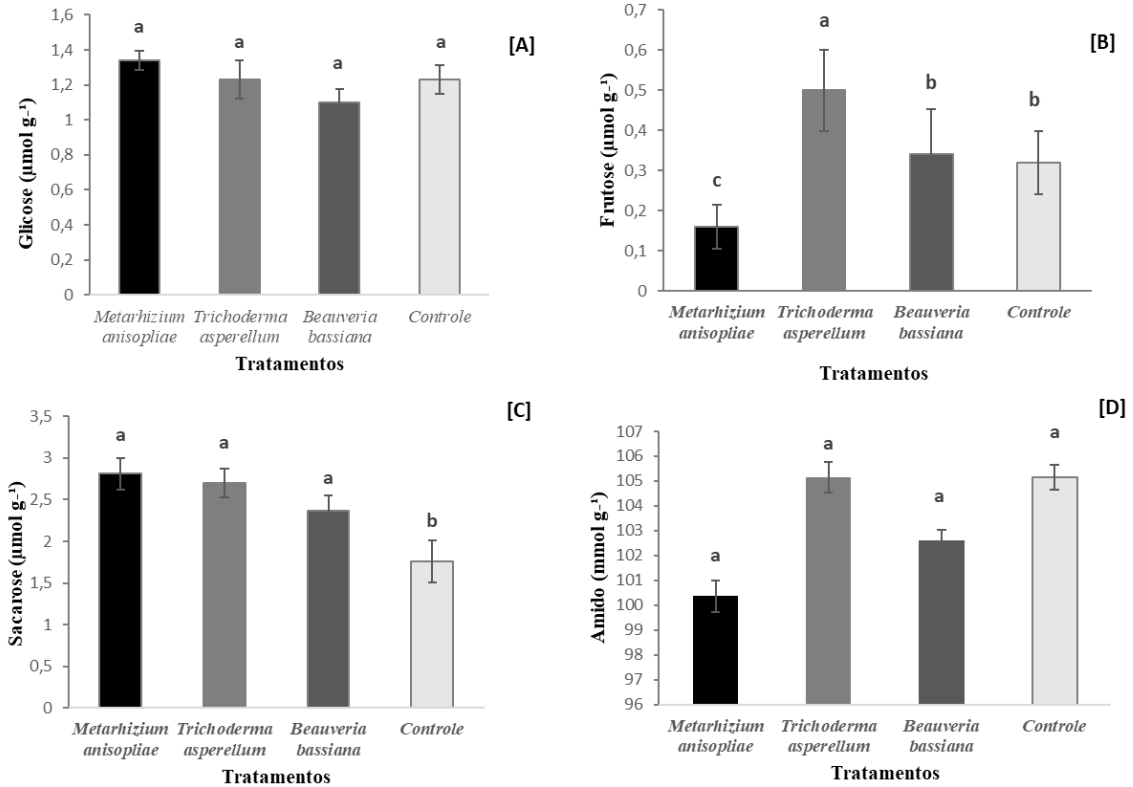 [A]
Glicose (µmol g-¹)
1,6
1,4
1,2
1
0,8
0,6
0,4
0,2
0
a
a
a
a
Metarhizium anisopliae
Trichoderma asperellum
Beauveria bassiana
Controle
Tratamentos
[B]
Frutose (µmol g-¹)
0,7
0,6
0,5
0,4
0,3
0,2
0,1
0
c
a
b
b
Metarhizium anisopliae
Trichoderma asperellum
Beauveria bassiana
Controle
Tratamentos
[C]
Sacarose (µmol g-¹)
3,5
3
2,5
2
1,5
1
0,5
0
a
a
a
b
Metarhizium anisopliae
Trichoderma asperellum
Beauveria bassiana
Controle
Tratamentos
[D]
Amido (mmol g-¹)
107
106
105
104
103
102
101
100
99
98
97
96
a
a
a
a
Metarhizium anisopliae
Trichoderma asperellum
Beauveria bassiana
Controle
Tratamentos